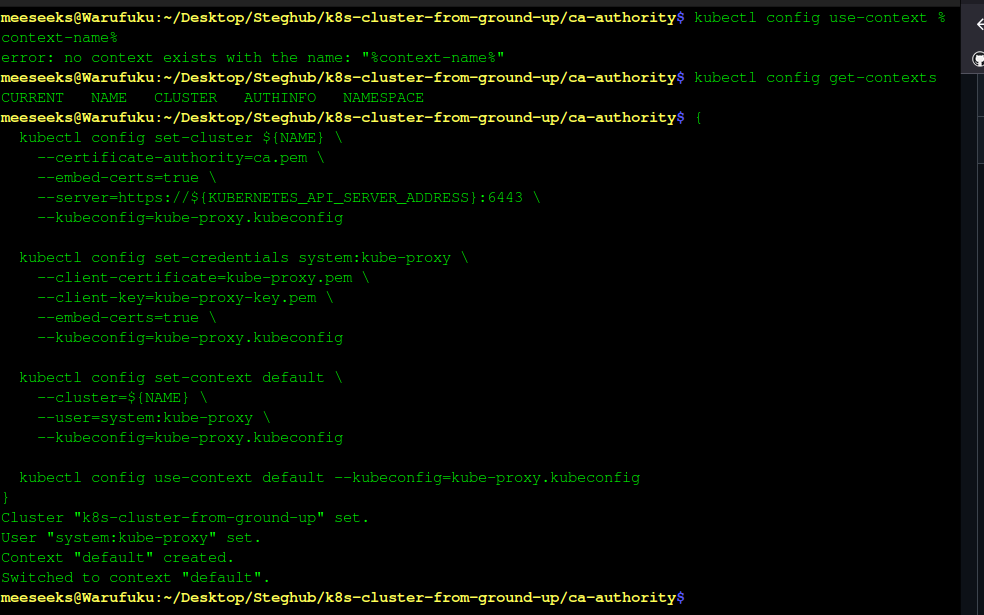 meeseeks@Warufuku:~/Desktop/Steghub/k8s-cluster-from-ground-up/ca-authority$ kubectl config use-context %
context-name%
error: no context exists with the name: "%context-name%"
meeseeks@Warufuku:~/Desktop/Steghub/k8s-cluster-from-ground-up/ca-authority$ kubectl config get-contexts
CURRENT   NAME   CLUSTER   AUTHINFO   NAMESPACE
meeseeks@Warufuku:~/Desktop/Steghub/k8s-cluster-from-ground-up/ca-authority$ {
  kubectl config set-cluster ${NAME} \
    --certificate-authority=ca.pem \
    --embed-certs=true \
    --server=https://${KUBERNETES_API_SERVER_ADDRESS}:6443 \
    --kubeconfig=kube-proxy.kubeconfig

  kubectl config set-credentials system:kube-proxy \
    --client-certificate=kube-proxy.pem \
    --client-key=kube-proxy-key.pem \
    --embed-certs=true \
    --kubeconfig=kube-proxy.kubeconfig

  kubectl config set-context default \
    --cluster=${NAME} \
    --user=system:kube-proxy \
    --kubeconfig=kube-proxy.kubeconfig

  kubectl config use-context default --kubeconfig=kube-proxy.kubeconfig
}
Cluster "k8s-cluster-from-ground-up" set.
User "system:kube-proxy" set.
Context "default" created.
Switched to context "default".
meeseeks@Warufuku:~/Desktop/Steghub/k8s-cluster-from-ground-up/ca-authority$